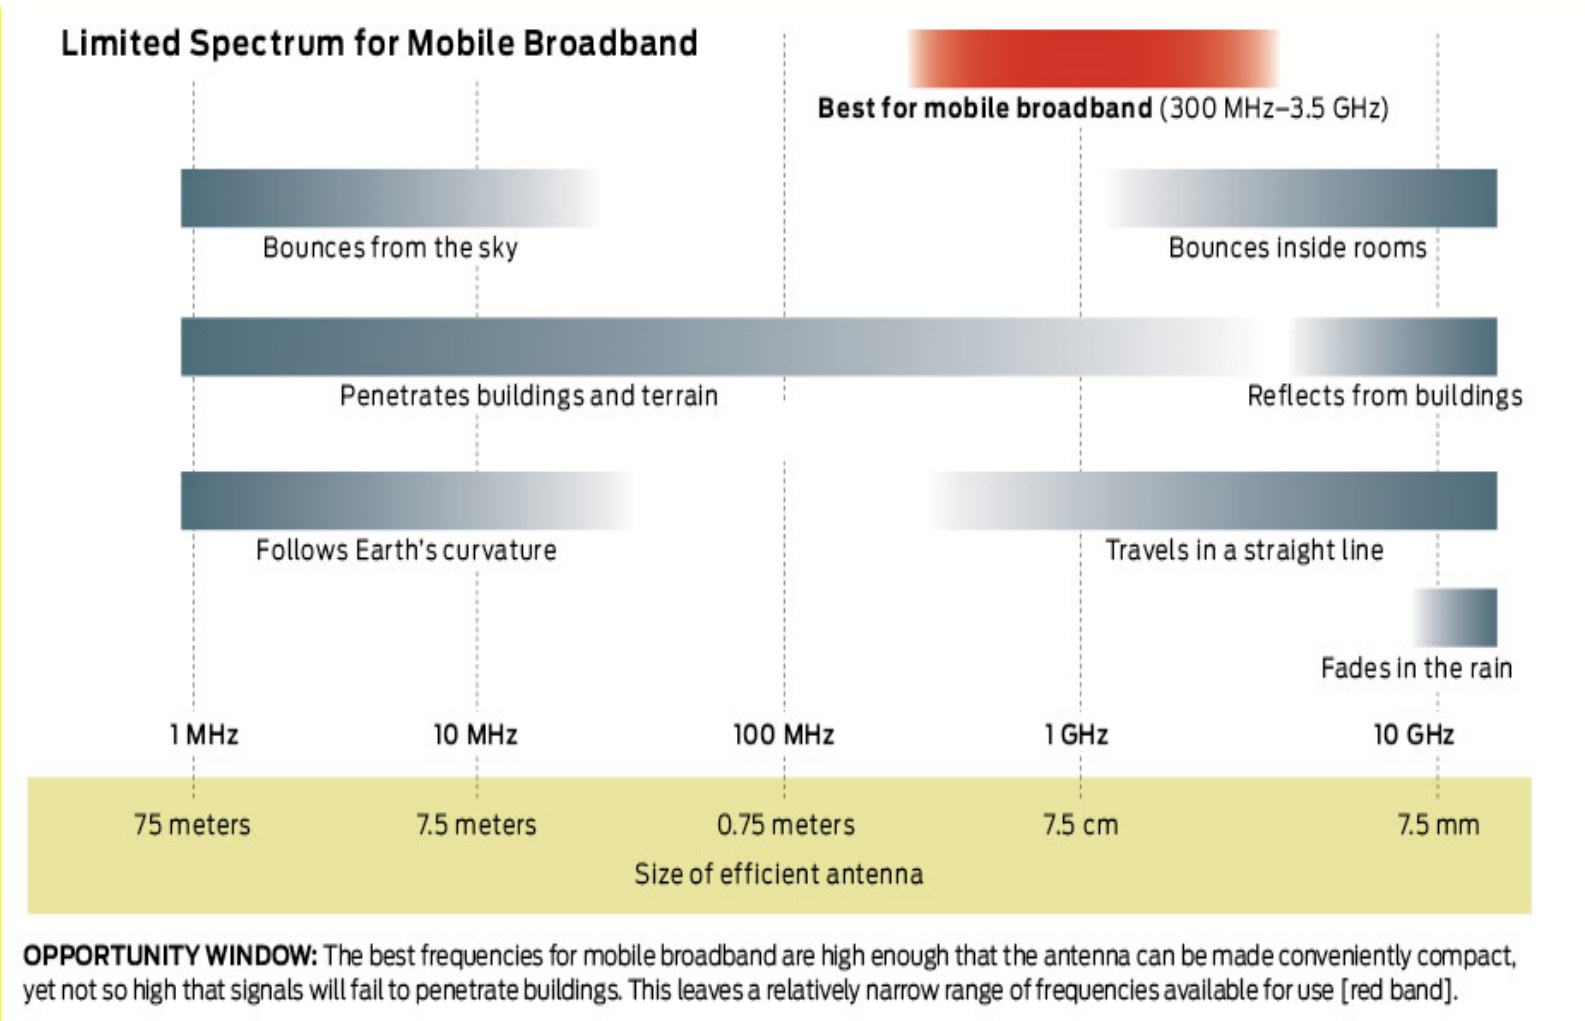 Limited Spectrum for Mobile Broadband
Best for mobile broadband (300 MHz–3.5 GHz)
Bounces from the sky
Bounces inside rooms
Penetrates buildings and terrain
Reflects from buildings
Follows Earth's curvature
Travels in a straight line
Fades in the rain
1 MHz
10 MHz
100 MHz
1 GHz
10 GHz
75 meters
7.5 meters
0.75 meters
7.5 cm
7.5 mm
Size of efficient antenna
OPPORTUNITY WINDOW: The best frequencies for mobile broadband are high enough that the antenna can be made conveniently compact,
yet not so high that signals will fail to penetrate buildings. This leaves a relatively narrow range of frequencies available for use [red band].